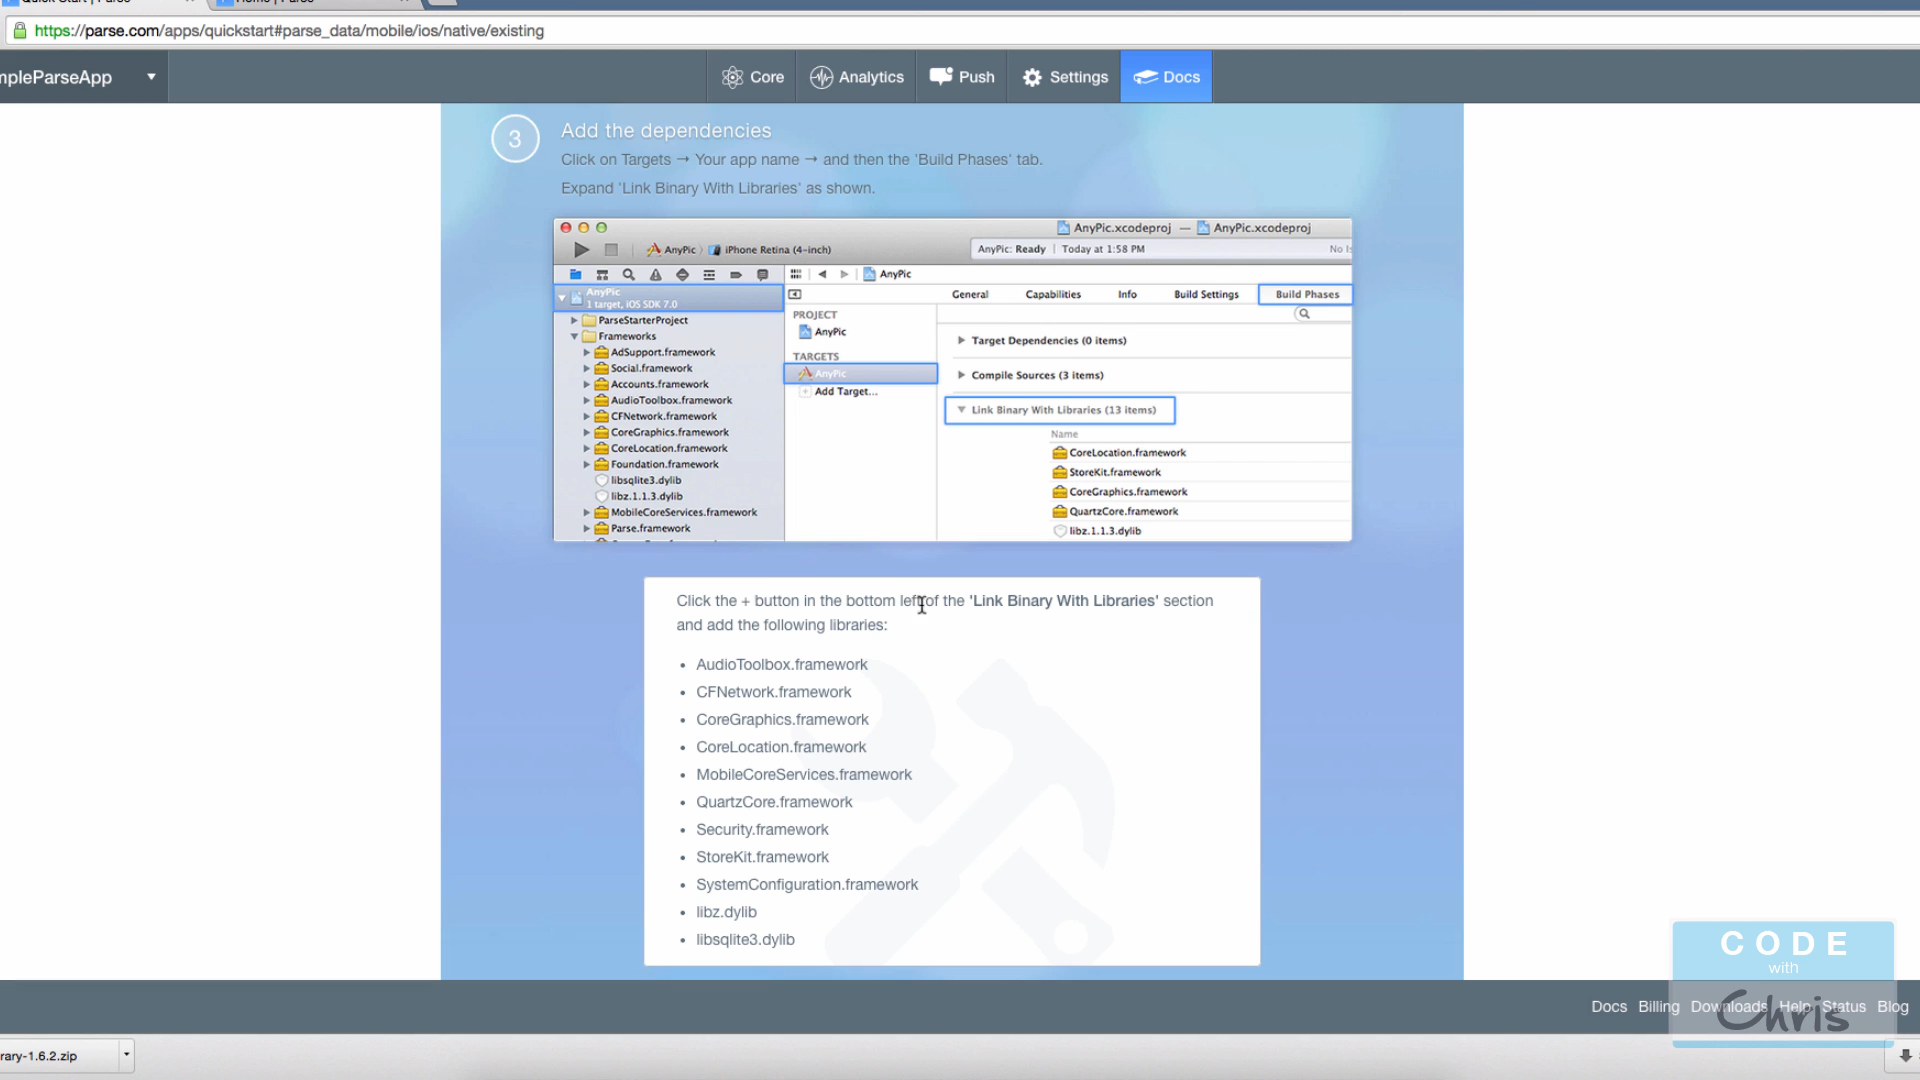 Quick Start | Parse
Home | Parse
https://parse.com/apps/quickstart#parse_data/mobile/ios/native/existing
mpleParseApp
Core
Analytics
Push
Settings
Docs
3
Add the dependencies
Click on Targets → Your app name → and then the 'Build Phases' tab.
Expand 'Link Binary With Libraries' as shown.
AnyPic.xcodeproj — AnyPic.xcodeproj
AnyPic iPhone Retina (4-inch)
AnyPic: Ready | Today at 1:58 PM
No Is
AnyPic
AnyPic
1 target, iOS SDK 7.0
ParseStarterProject
Frameworks
AdSupport.framework
Social.framework
Accounts.framework
AudioToolbox.framework
CFNetwork.framework
CoreGraphics.framework
CoreLocation.framework
Foundation.framework
libsqlite3.dylib
libz.1.1.3.dylib
MobileCoreServices.framework
Parse.framework
PROJECT
AnyPic
TARGETS
AnyPic
Add Target...
General
Capabilities
Info
Build Settings
Build Phases
Target Dependencies (0 items)
Compile Sources (3 items)
Link Binary With Libraries (13 items)
Name
CoreLocation.framework
StoreKit.framework
CoreGraphics.framework
QuartzCore.framework
libz.1.1.3.dylib
Click the + button in the bottom left of the 'Link Binary With Libraries' section
and add the following libraries:
• AudioToolbox.framework
• CFNetwork.framework
• CoreGraphics.framework
• CoreLocation.framework
• MobileCoreServices.framework
• QuartzCore.framework
• Security.framework
• StoreKit.framework
• SystemConfiguration.framework
• libz.dylib
• libsqlite3.dylib
CODE
with
Chris
Docs Billing Downloads Help Status Blog
rary-1.6.2.zip